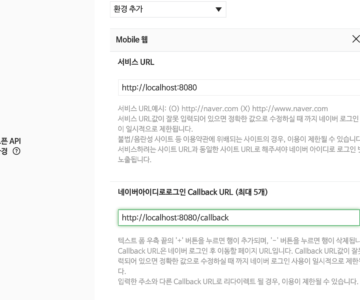 환경 추가
Mobile 웹
서비스 URL
http://localhost:8080
서비스 URL예시: (O) http://naver.com (X) http://www.naver.com
서비스 URL값이 잘못 입력되어 있으면 정확한 값으로 수정하실 때 까지 네이버 로그인
이 일시적으로 제한됩니다.
불법/음란성 사이트 등 이용약관에 위배되는 사이트의 경우, 이용이 제한될 수 있습니다
서비스하려는 사이트 URL과 동일한 사이트 URL로 해주셔야 네이버 아이디로 로그인
노출됩니다.
픈 API
경
네이버아이디로로그인 Callback URL (최대 5개)
http://localhost:8080/callback
텍스트 폼 우측 끝의 '+' 버튼을 누르면 행이 추가되며, '-' 버튼을 누르면 행이 삭제됩니
Callback URL은 네이버 로그인 후 이동할 페이지 URL입니다. Callback URL값이 잘못
력되어 있으면 정확한 값으로 수정하실 때 까지 네이버 로그인 사용이 일시적으로 제한
다.
입력한 주소와 다른 Callback URL로 리다이렉트 될 경우, 이용이 제한될 수 있습니다.